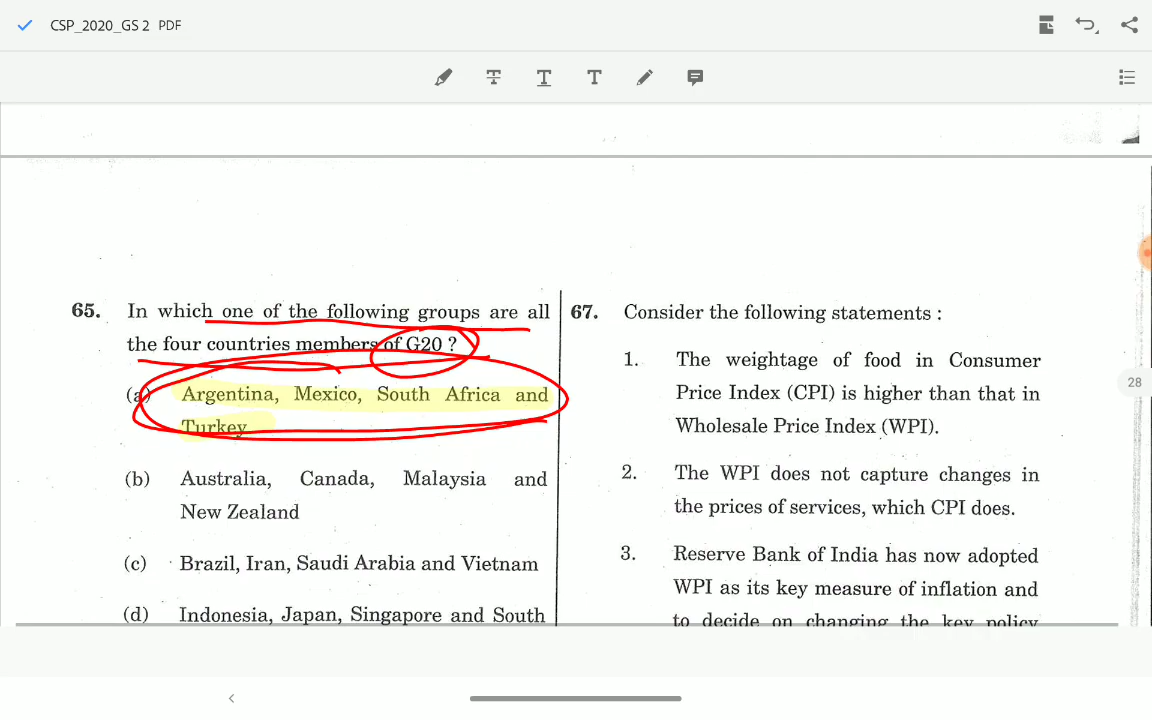 CSP_2020_GS 2 PDF
65. In which one of the following groups are all
the four countries members of G20 ?
(a) Argentina, Mexico, South Africa and
Turkey
(b) Australia, Canada, Malaysia and
New Zealand
(c) Brazil, Iran, Saudi Arabia and Vietnam
(d) Indonesia, Japan, Singapore and South
67. Consider the following statements :
1. The weightage of food in Consumer
Price Index (CPI) is higher than that in
Wholesale Price Index (WPI).
2. The WPI does not capture changes in
the prices of services, which CPI does.
3. Reserve Bank of India has now adopted
WPI as its key measure of inflation and
to decide on changing the key policy
28